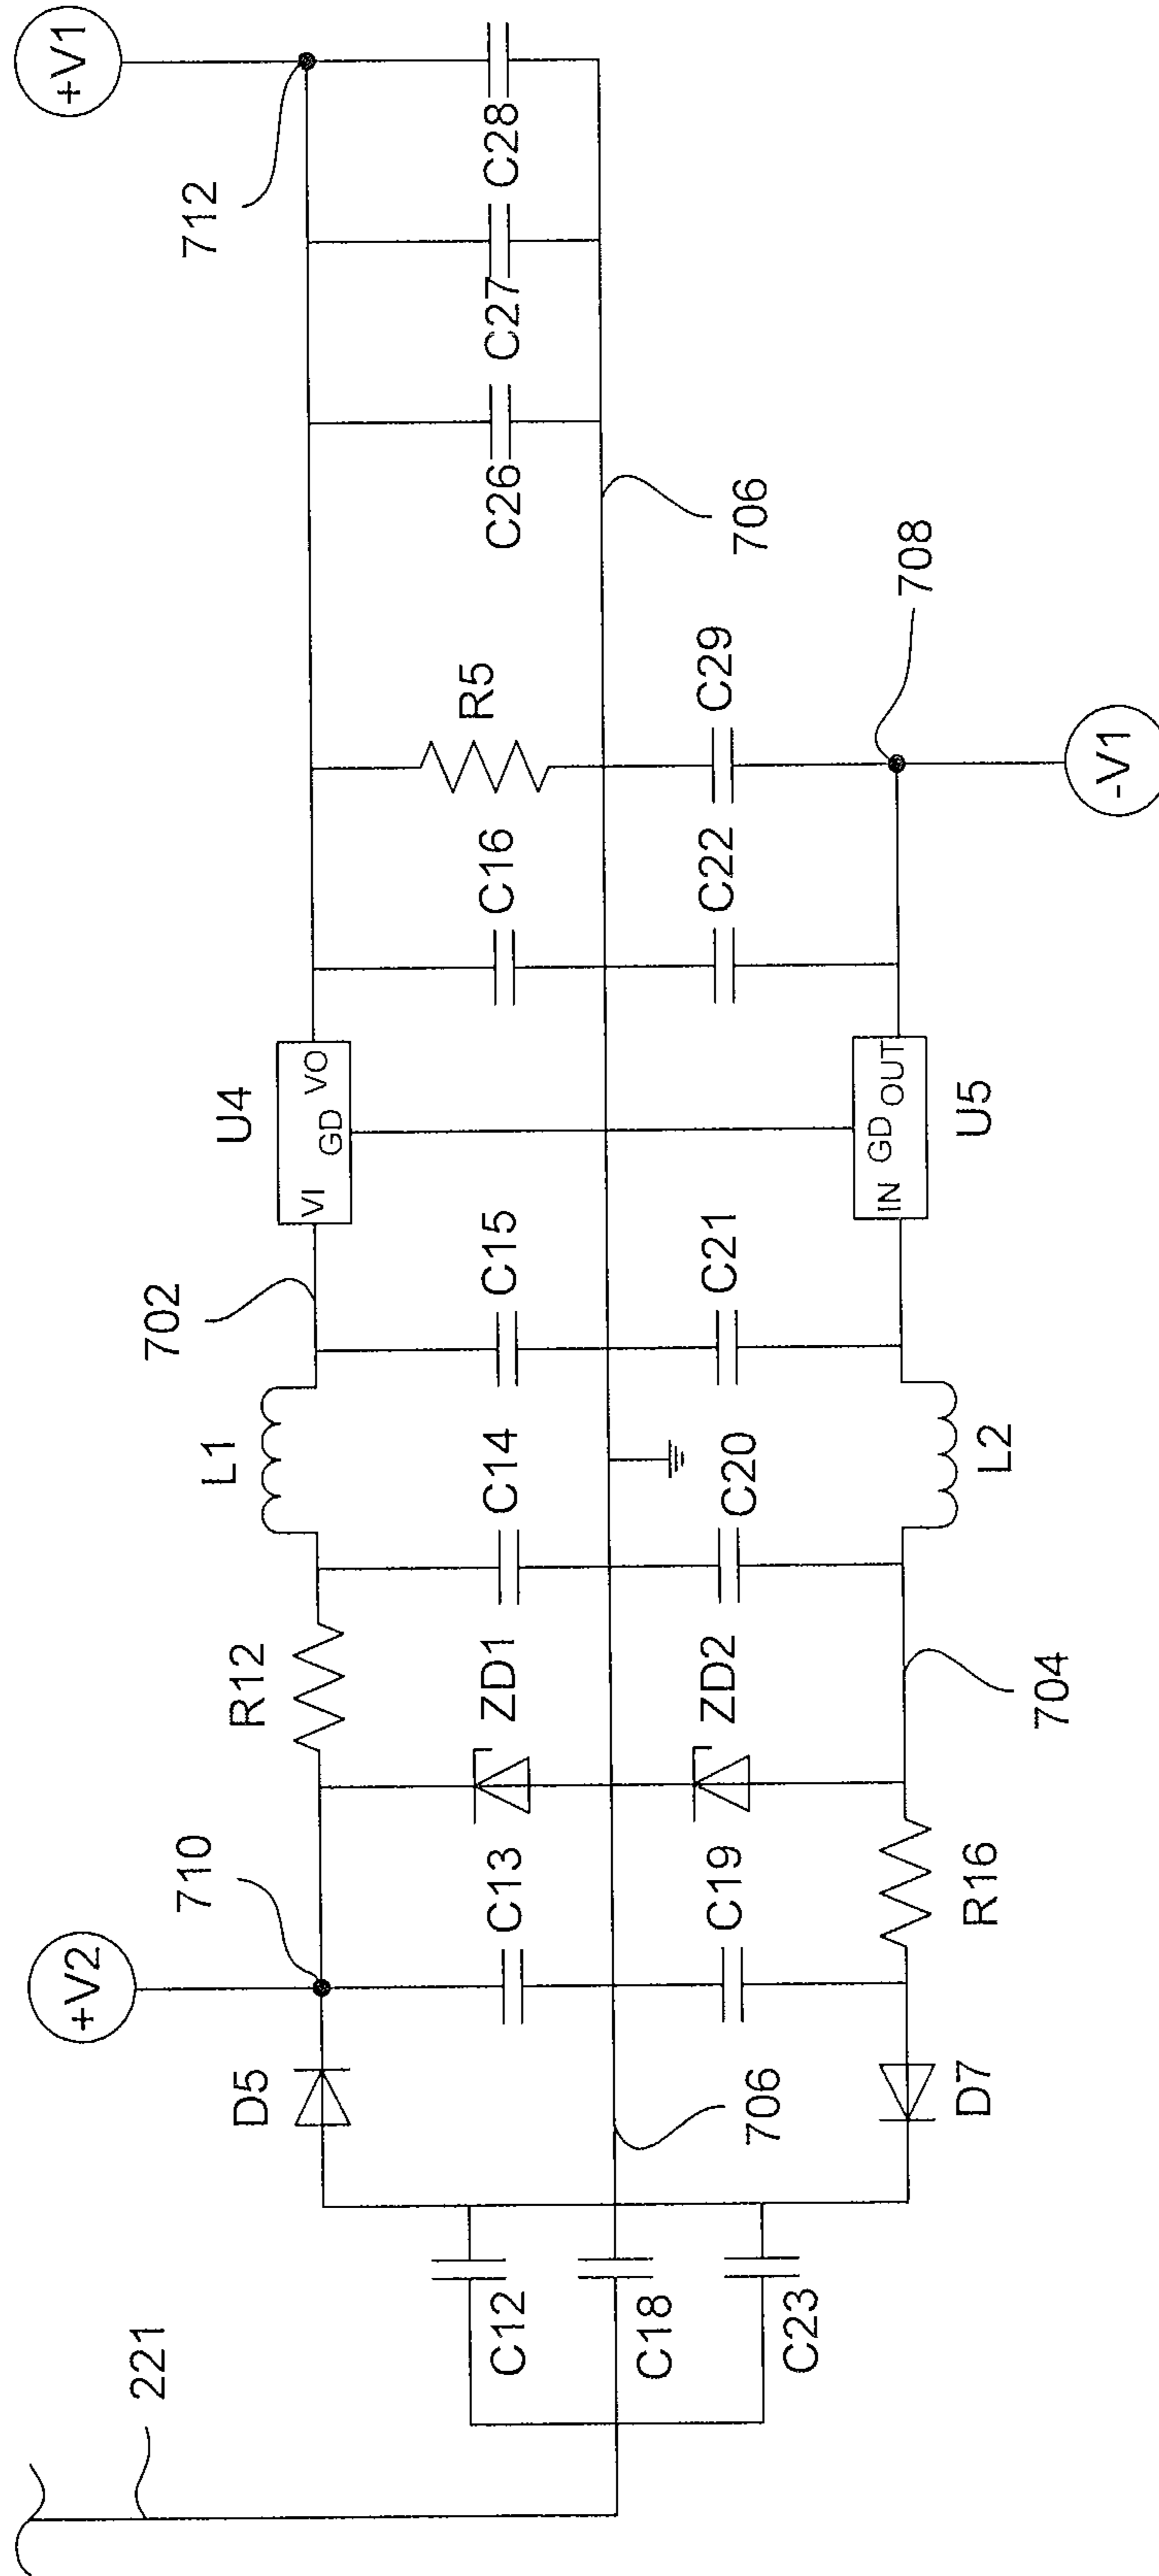 +V1
712
C28
C27
C26
706
708
R5
C29
-V1
C16
C22
U4
VI GD VO
IN GD OUT
U5
702
C15
C21
L1
C14
C20
L2
R12
ZD1
ZD2
704
+V2
710
C13
C19
R16
D5
706
D7
221
C12
C18
C23